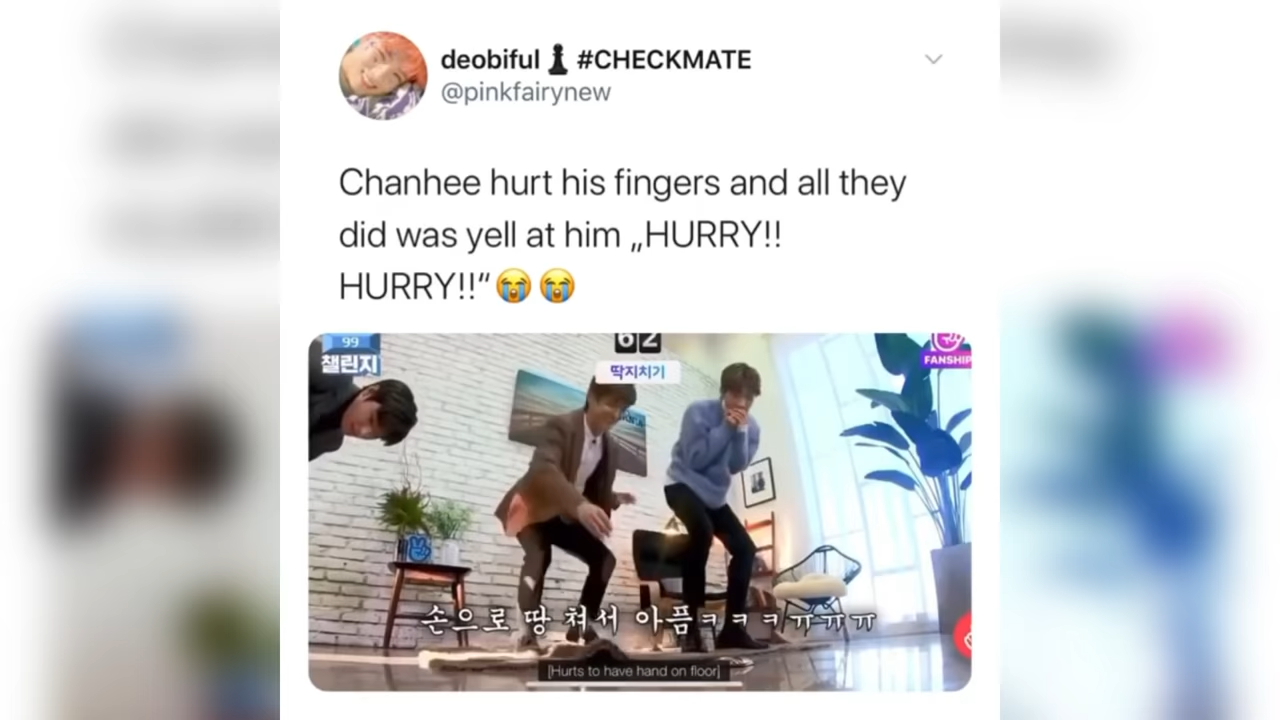 deobiful♟️ #CHECKMATE
@pinkfairynew
Chanhee hurt his fingers and all they
did was yell at him „HURRY!!
HURRY!!“😭😭
99
챌린지
62
딱지치기
FANSHIP
손으로 땅 쳐서 아픔ㅋㅋㅋㅠㅠㅠ
[Hurts to have hand on floor]